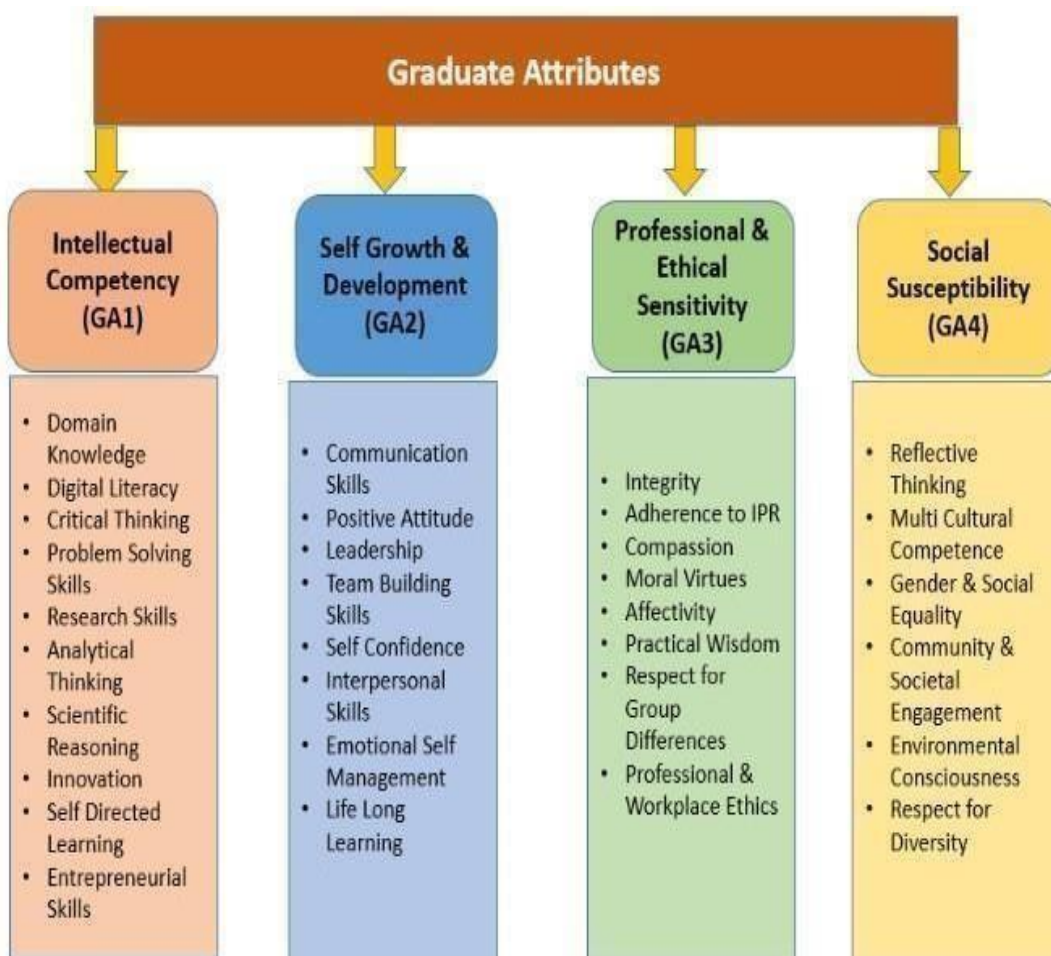 Graduate Attributes
Intellectual
Competency
(GA1)
• Domain
Knowledge
• Digital Literacy
• Critical Thinking
• Problem Solving
Skills
• Research Skills
• Analytical
Thinking
• Scientific
Reasoning
• Innovation
• Self Directed
Learning
• Entrepreneurial
Skills
Self Growth &
Development
(GA2)
• Communication
Skills
• Positive Attitude
• Leadership
• Team Building
Skills
• Self Confidence
• Interpersonal
Skills
• Emotional Self
Management
• Life Long
Learning
Professional &
Ethical
Sensitivity
(GA3)
• Integrity
• Adherence to IPR
• Compassion
• Moral Virtues
• Affectivity
• Practical Wisdom
• Respect for
Group
Differences
• Professional &
Workplace Ethics
Social
Susceptibility
(GA4)
• Reflective
Thinking
• Multi Cultural
Competence
• Gender & Social
Equality
• Community &
Societal
Engagement
• Environmental
Consciousness
• Respect for
Diversity